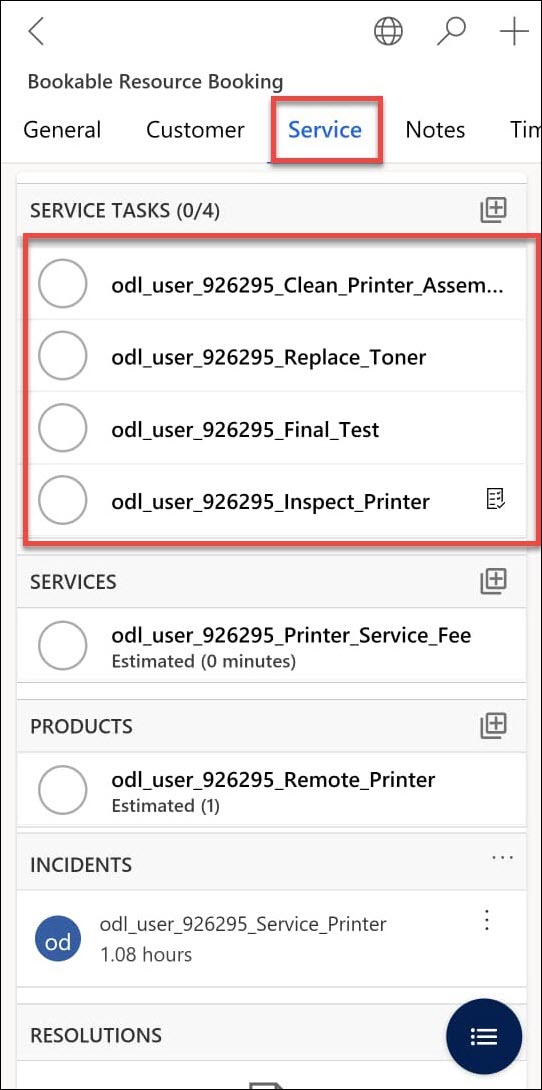 Bookable Resource Booking
General Customer Service Notes Tim
SERVICE TASKS (0/4)
odl_user_926295_Clean_Printer_Assem...
odl_user_926295_Replace_Toner
odl_user_926295_Final_Test
odl_user_926295_Inspect_Printer
SERVICES
odl_user_926295_Printer_Service_Fee
Estimated (0 minutes)
PRODUCTS
odl_user_926295_Remote_Printer
Estimated (1)
INCIDENTS
od
odl_user_926295_Service_Printer
1.08 hours
RESOLUTIONS